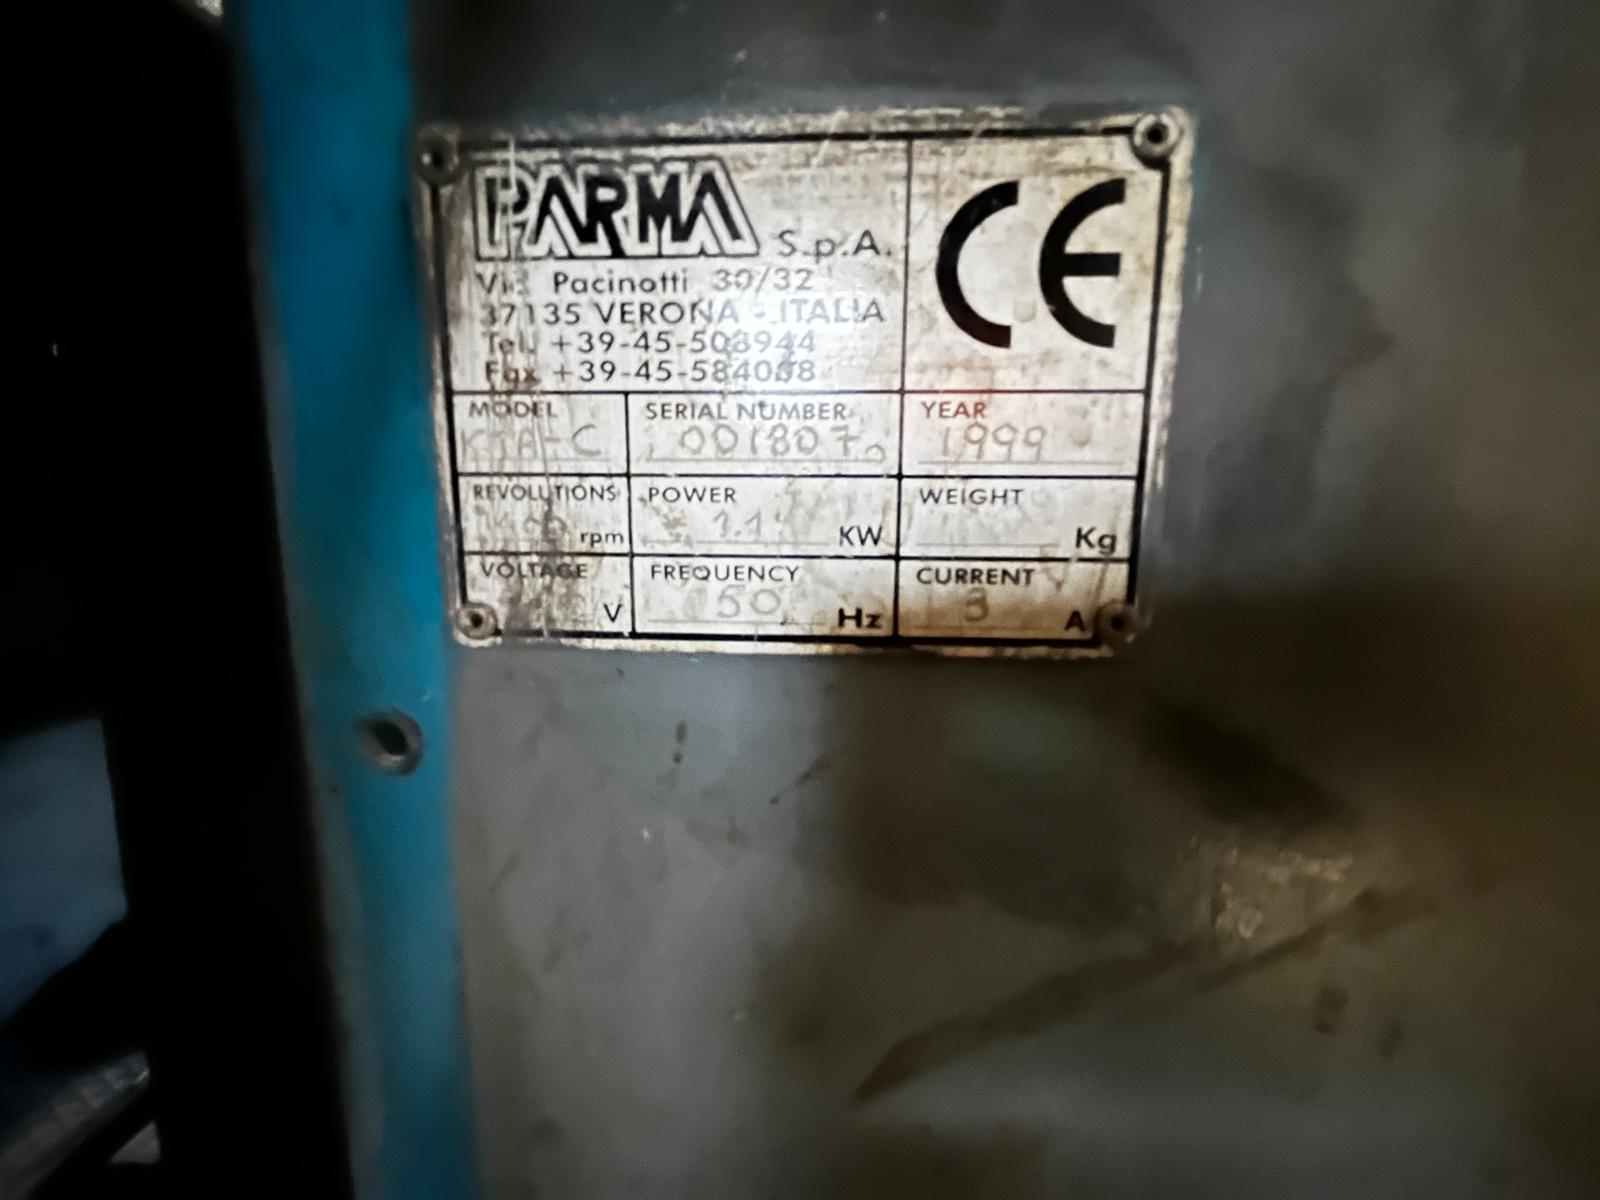 PARMA S.p.A.
Via Pacinotti 30/32
37135 VERONA - ITALIA
Tel. +39-45-508944
Fax +39-45-584068
CE
MODEL SERIAL NUMBER YEAR
001807 1999
REVOLUTIONS POWER WEIGHT
rpm 1.1 KW Kg
VOLTAGE FREQUENCY CURRENT
V 50 Hz 3 A